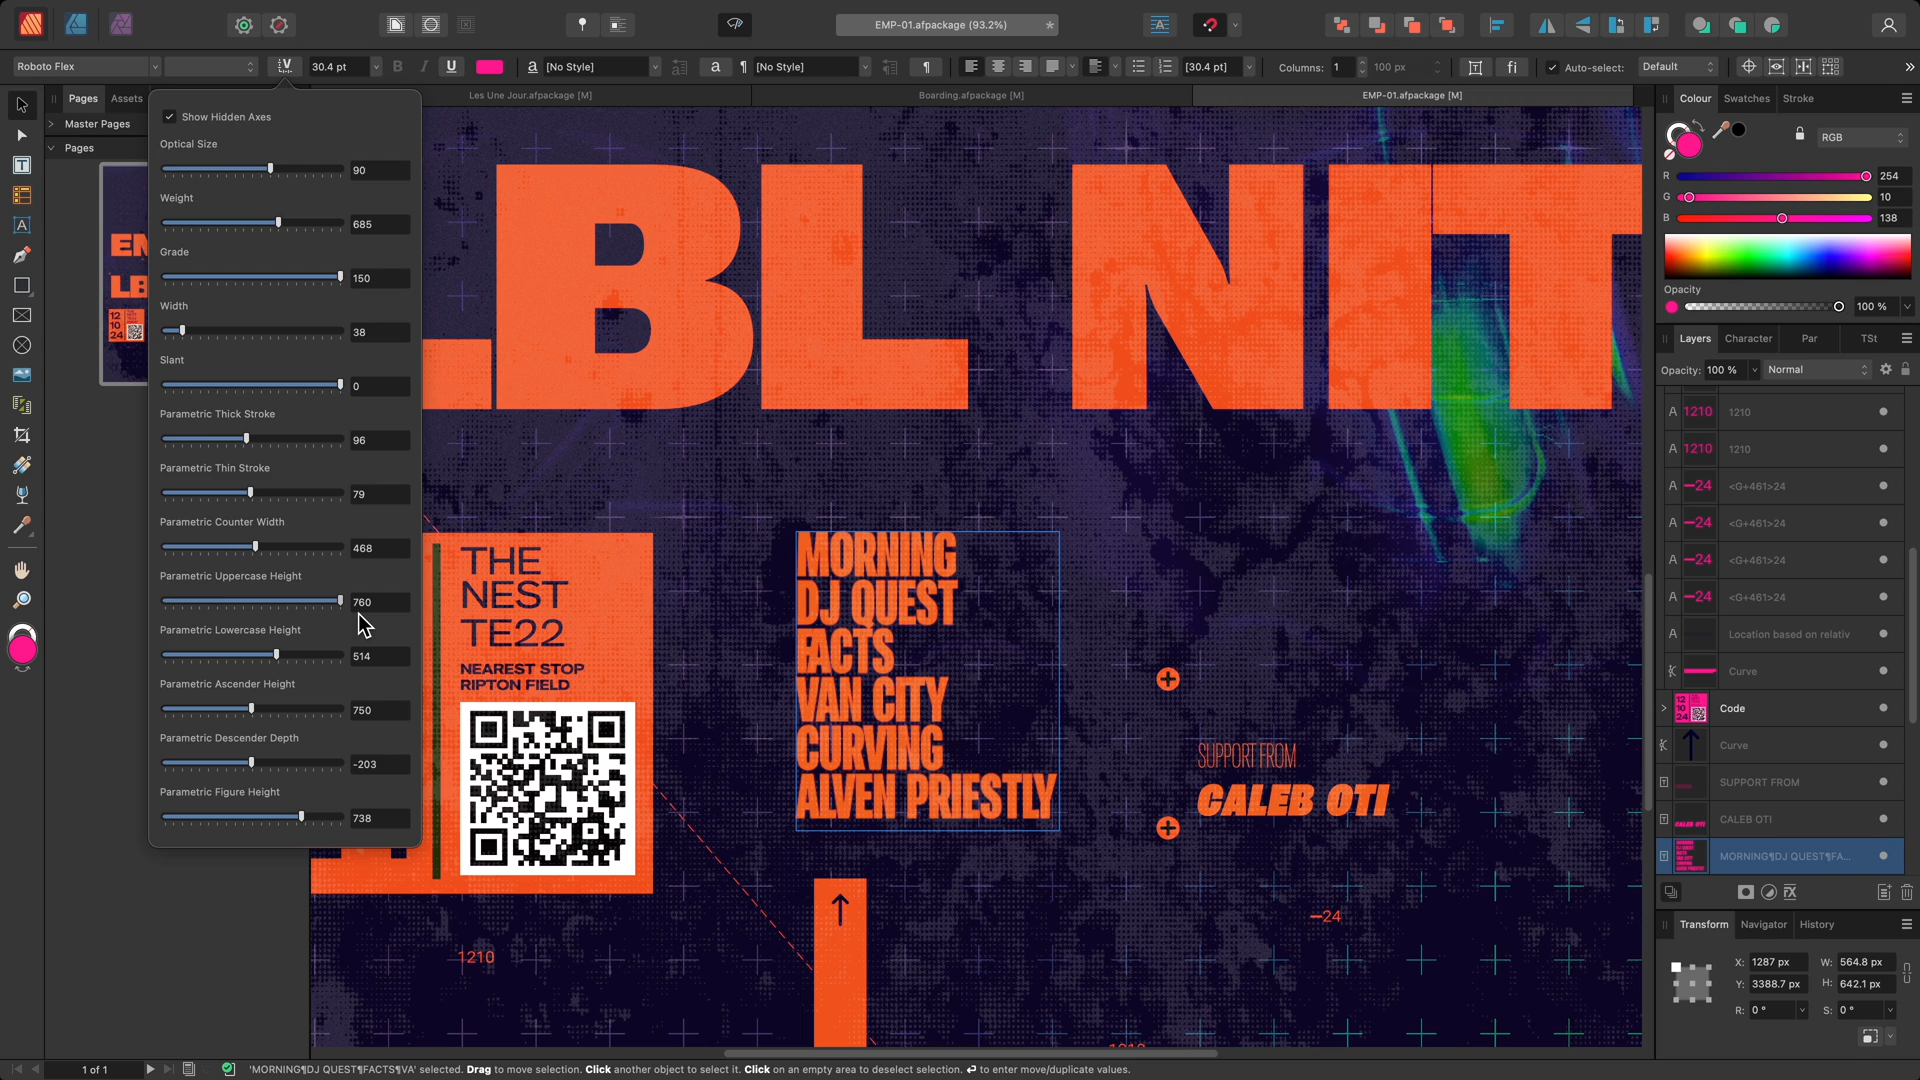 EMP-01.afpackage (93.2%)
*
Roboto Flex
30.4 pt
B
I
U
a
[No Style]
a
¶
[No Style]
¶
[30.4 pt]
Columns:
1
100 px
fi
Auto-select:
Default
»
Les Une Jour.afpackage [M]
Boarding.afpackage [M]
EMP-01.afpackage [M]
Pages
Assets
Master Pages
Pages
Show Hidden Axes
Optical Size
90
Weight
685
Grade
150
Width
38
Slant
0
Parametric Thick Stroke
96
Parametric Thin Stroke
79
Parametric Counter Width
468
Parametric Uppercase Height
760
Parametric Lowercase Height
514
Parametric Ascender Height
750
Parametric Descender Depth
-203
Parametric Figure Height
738
EM
LB
12
10
24
LBL NIT
THE
NEST
TE22
NEAREST STOP
RIPTON FIELD
MORNING
DJ QUEST
FACTS
VAN CITY
CURVING
ALVEN PRIESTLY
SUPPORT FROM
CALEB OTI
–24
1210
Colour
Swatches
Stroke
RGB
R
254
G
10
B
138
Opacity
100 %
Layers
Character
Par
TSt
Opacity:
100 %
Normal
A 1210 1210
A 1210 1210
A –24 <G+461>24
A –24 <G+461>24
A –24 <G+461>24
A –24 <G+461>24
A Location based on relativ
Curve
Code
Curve
SUPPORT FROM
CALEB OTI
MORNING¶DJ QUEST¶FA...
Transform
Navigator
History
X: 1287 px
W: 564.8 px
Y: 3388.7 px
H: 642.1 px
R: 0 °
S: 0 °
1 of 1
'MORNING¶DJ QUEST¶FACTS¶VA' selected. Drag to move selection. Click another object to select it. Click on an empty area to deselect selection. ⏎ to enter move/duplicate values.